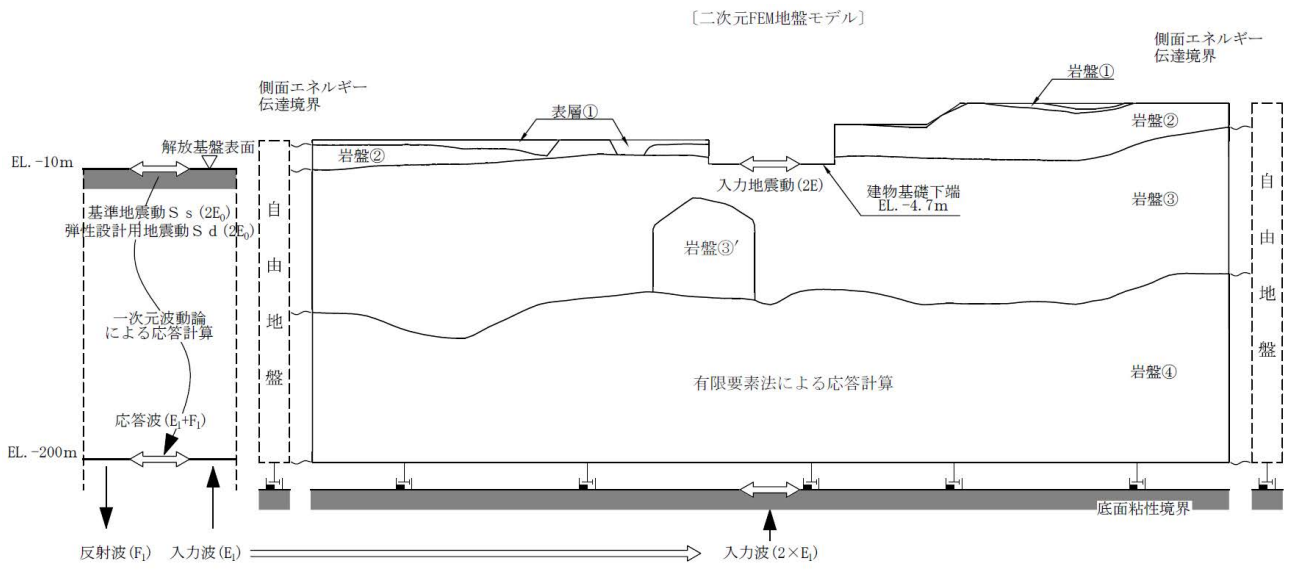 〔二次元FEM地盤モデル〕
側面エネルギー
伝達境界
側面エネルギー
伝達境界
岩盤①
表層①
岩盤②
岩盤②
解放基盤表面
EL.-10m
入力地震動(2E)
建物基礎下端
EL.-4.7m
基準地震動Ｓｓ(2E₀)
弾性設計用地震動Ｓｄ(2E₀)
自由地盤
岩盤③
自由地盤
岩盤③′
一次元波動論
による応答計算
有限要素法による応答計算
岩盤④
応答波(E₁+F₁)
EL.-200m
底面粘性境界
反射波(F₁)
入力波(E₁)
入力波(2×E₁)